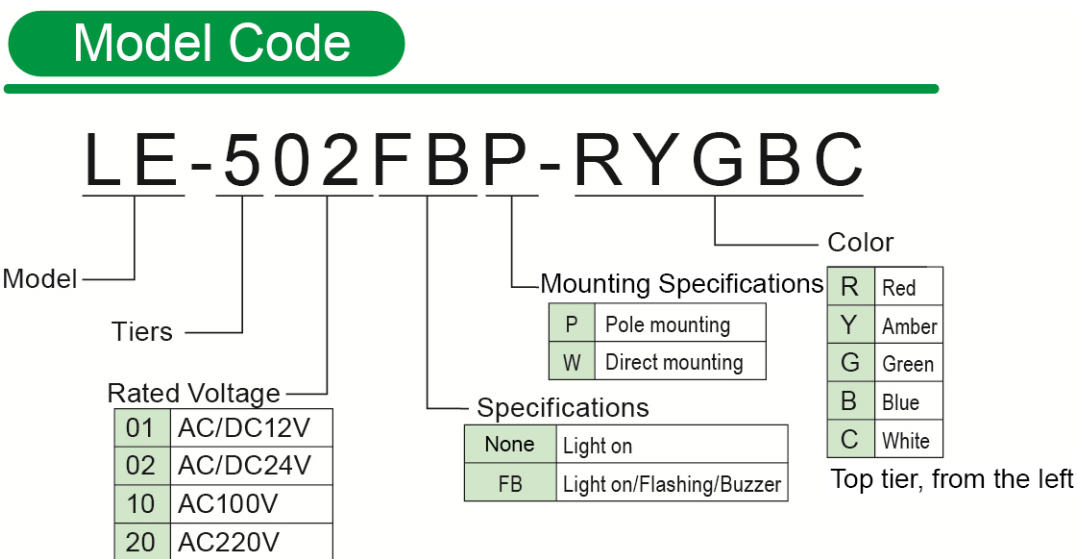 Model Code
LE-502FBP-RYGBC
Color
Model
Mounting Specifications
R Red
Y Amber
G Green
B Blue
C White
Top tier, from the left
P Pole mounting
W Direct mounting
Tiers
Rated Voltage
01 AC/DC12V
02 AC/DC24V
10 AC100V
20 AC220V
Specifications
None Light on
FB Light on/Flashing/Buzzer